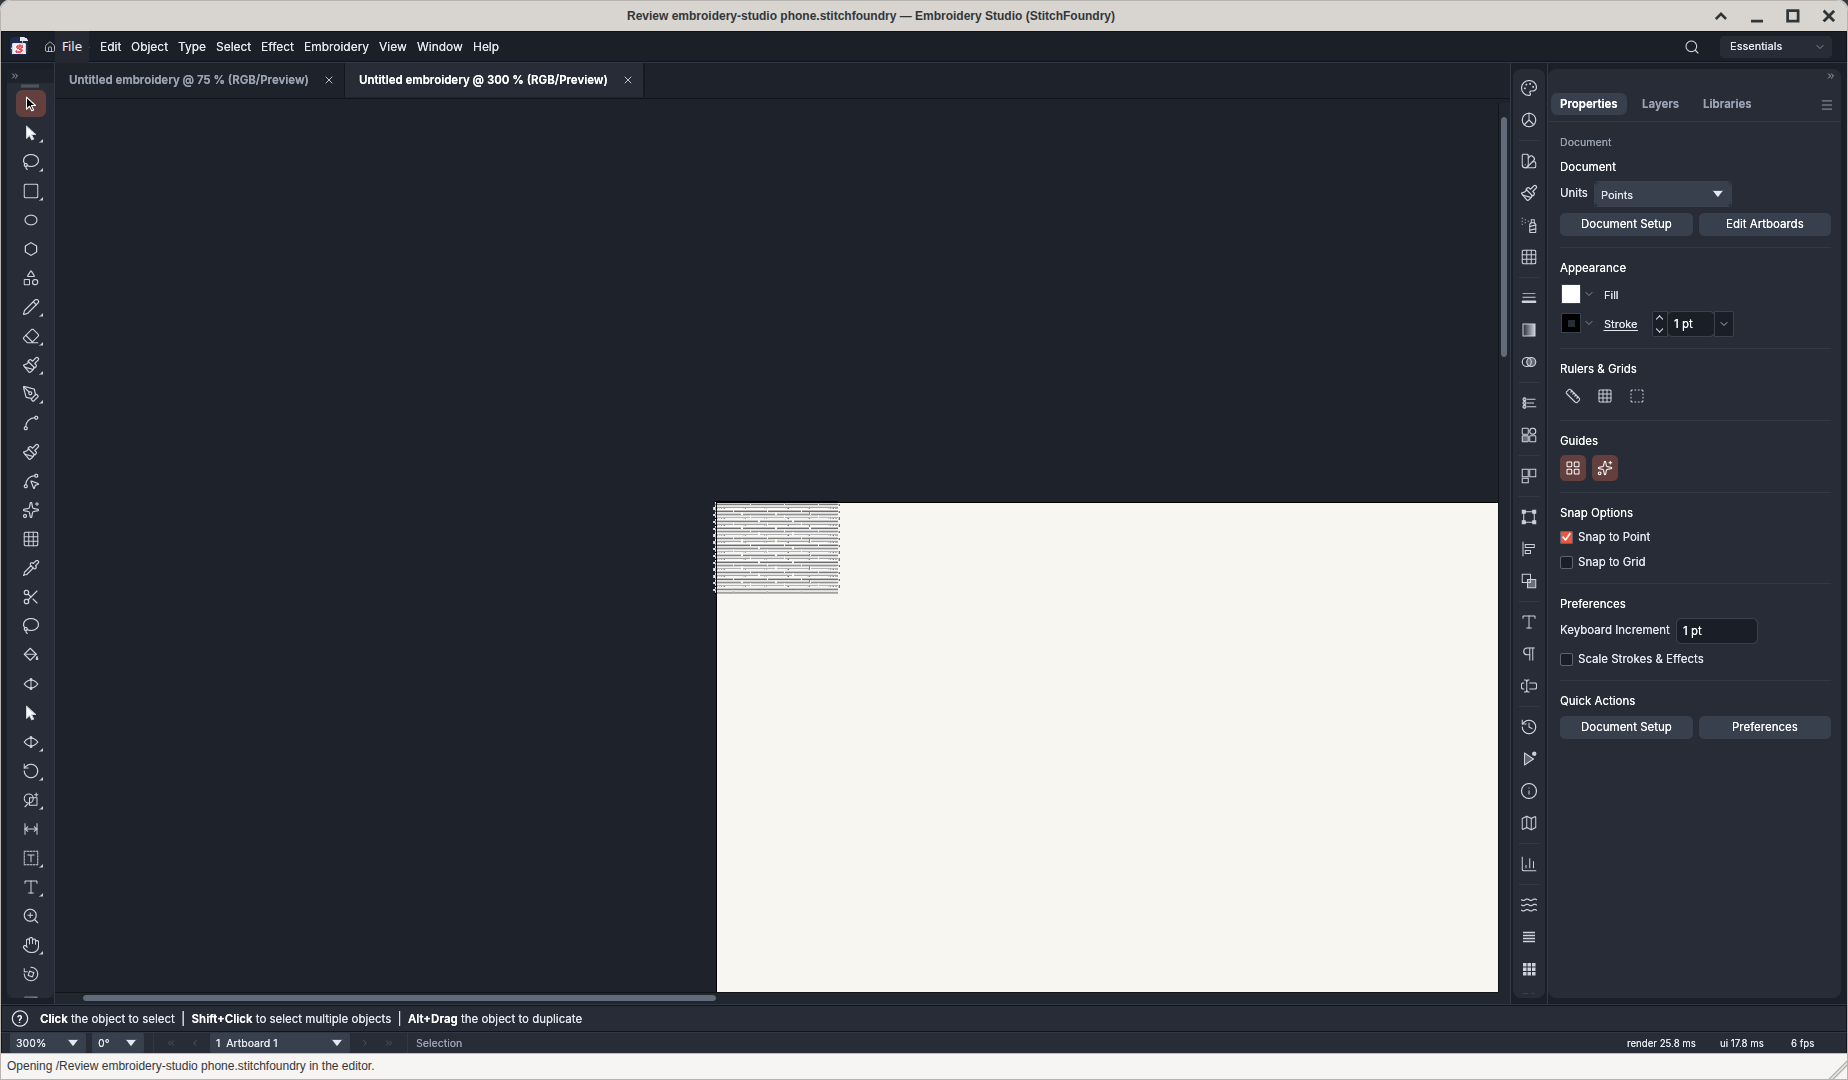 Review embroidery-studio phone.stitchfoundry — Embroidery Studio (StitchFoundry)
File Edit Object Type Select Effect Embroidery View Window Help
Essentials
Untitled embroidery @ 75 % (RGB/Preview) Untitled embroidery @ 300 % (RGB/Preview)
Properties Layers Libraries
Document
Document
Units Points
Document Setup Edit Artboards
Appearance
Fill
Stroke 1 pt
Rulers & Grids
Guides
Snap Options
Snap to Point
Snap to Grid
Preferences
Keyboard Increment 1 pt
Scale Strokes & Effects
Quick Actions
Document Setup Preferences
Click the object to select | Shift+Click to select multiple objects | Alt+Drag the object to duplicate
300% 0° 1 Artboard 1 Selection render 25.8 ms ui 17.8 ms 6 fps
Opening /Review embroidery-studio phone.stitchfoundry in the editor.